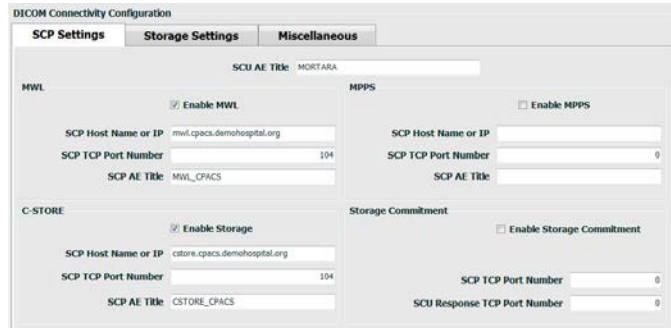 DICOM Connectivity Configuration
SCP Settings Storage Settings Miscellaneous
SCU AE Title MORTARA
MWL
Enable MWL
SCP Host Name or IP mwl.cpacs.demohospital.org
SCP TCP Port Number 104
SCP AE Title MWL_CPACS
MPPS
Enable MPPS
SCP Host Name or IP
SCP TCP Port Number 0
SCP AE Title
C-STORE
Enable Storage
SCP Host Name or IP cstore.cpacs.demohospital.org
SCP TCP Port Number 104
SCP AE Title CSTORE_CPACS
Storage Commitment
Enable Storage Commitment
SCP TCP Port Number 0
SCU Response TCP Port Number 0